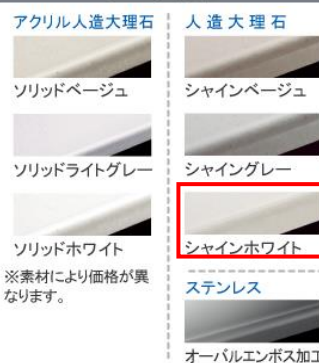 アクリル人造大理石
ソリッドベージュ
ソリッドライトグレー
ソリッドホワイト
※素材により価格が異
なります。
人造大理石
シャインベージュ
シャイングレー
シャインホワイト
ステンレス
オーバルエンボス加工